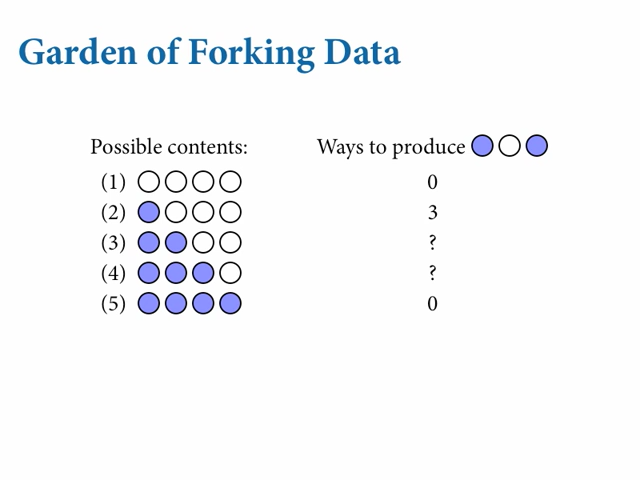 Garden of Forking Data
Possible contents: Ways to produce
(1) 0
(2) 3
(3) ?
(4) ?
(5) 0